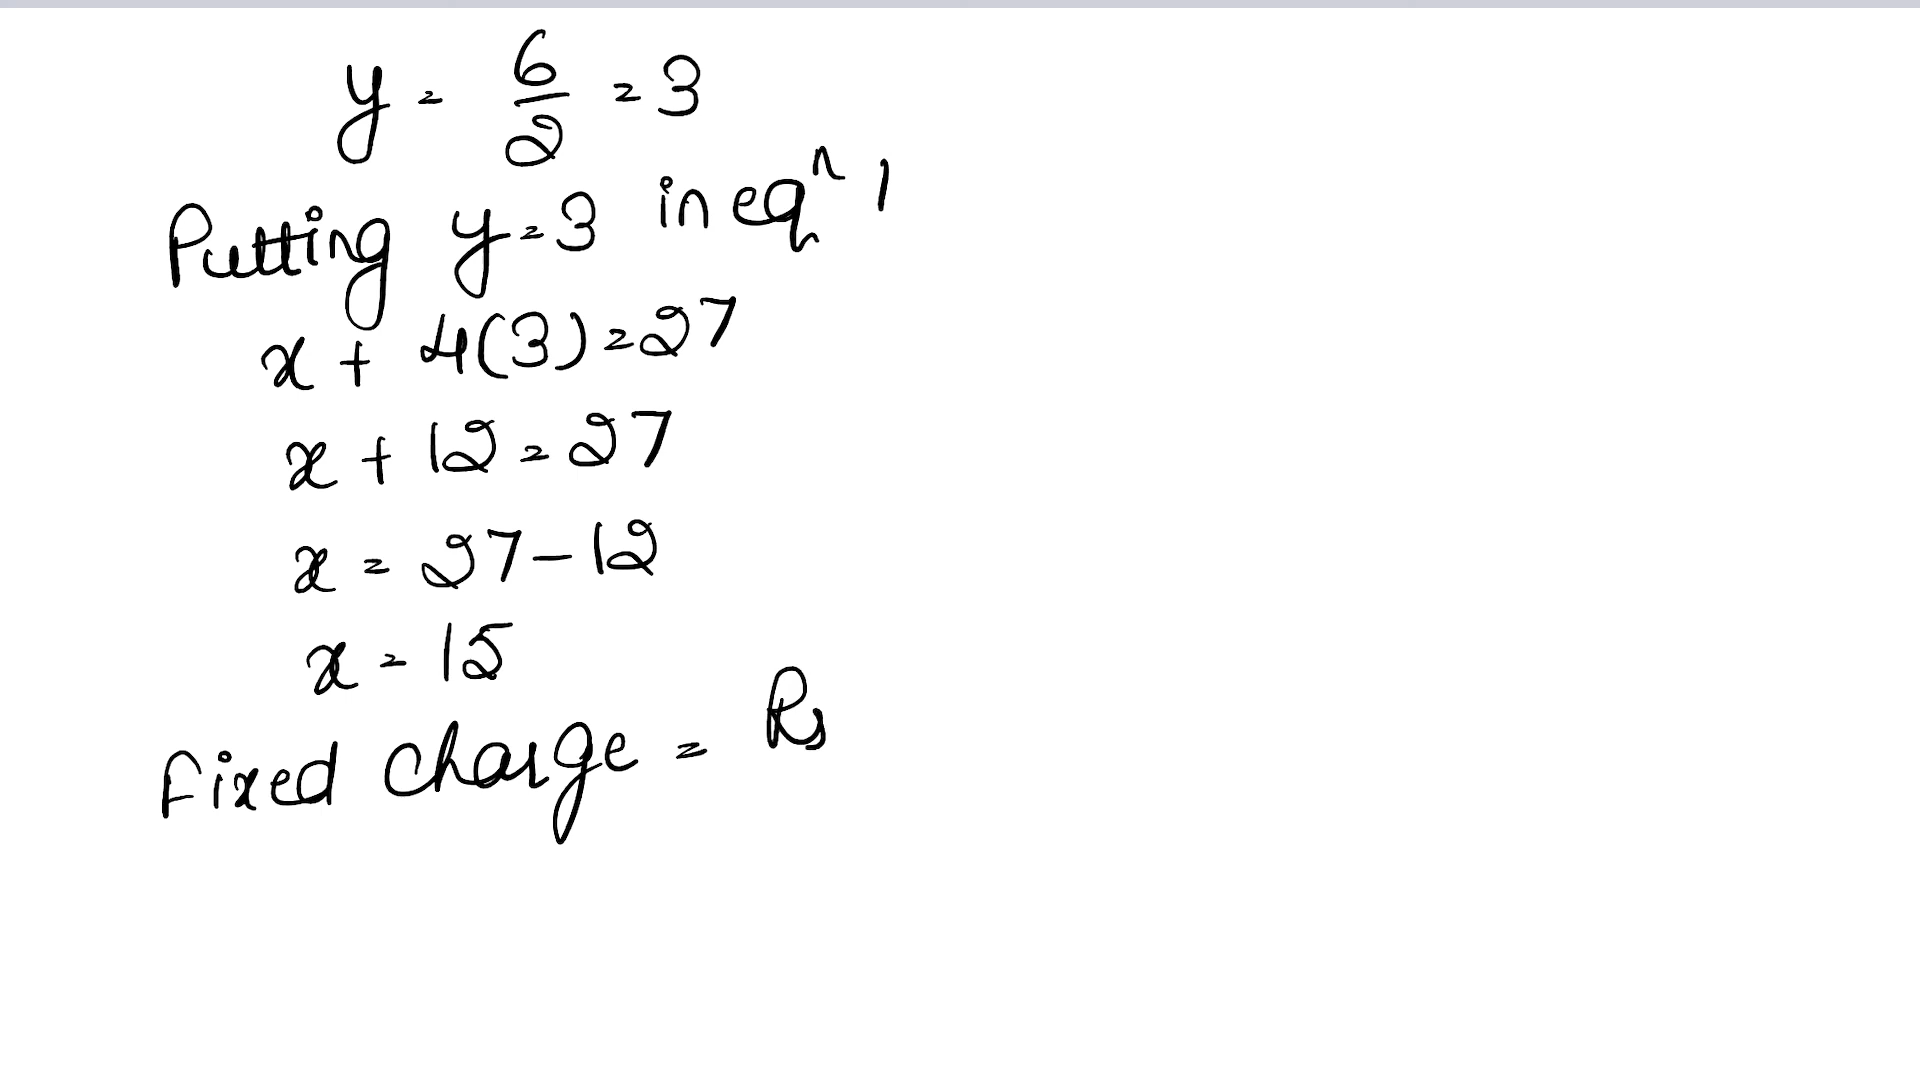 y = 6/2 = 3
Putting y = 3 in eqⁿ 1
x + 4(3) = 27
x + 12 = 27
x = 27 - 12
x = 15
Fixed charge = Rs